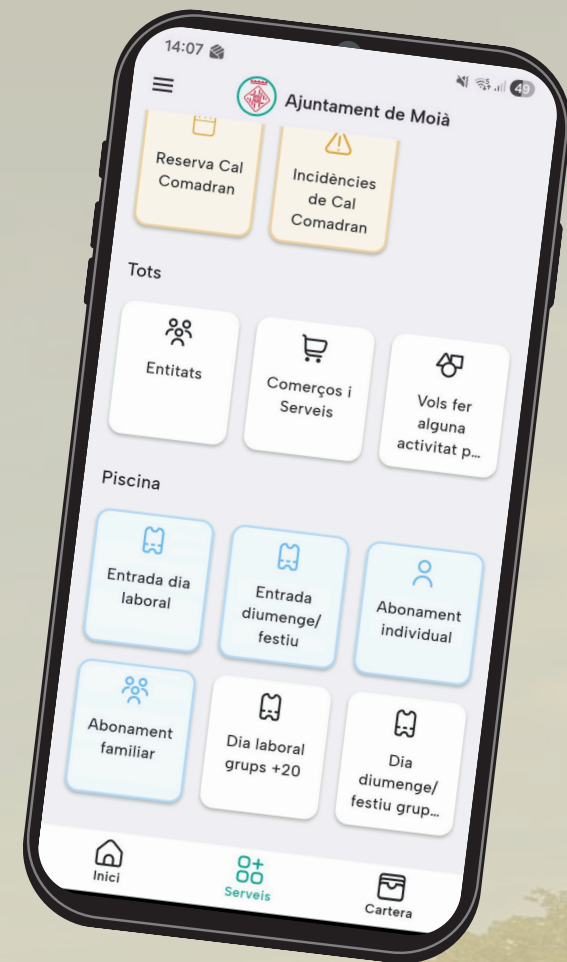 14:07
49
Ajuntament de Moià
Reserva Cal
Comadran
Incidències
de Cal
Comadran
Tots
Entitats
Comerços i
Serveis
Vols fer
alguna
activitat p...
Piscina
Entrada dia
laboral
Entrada
diumenge/
festiu
Abonament
individual
Abonament
familiar
Dia laboral
grups +20
Dia
diumenge/
festiu grup...
Inici
Serveis
Cartera